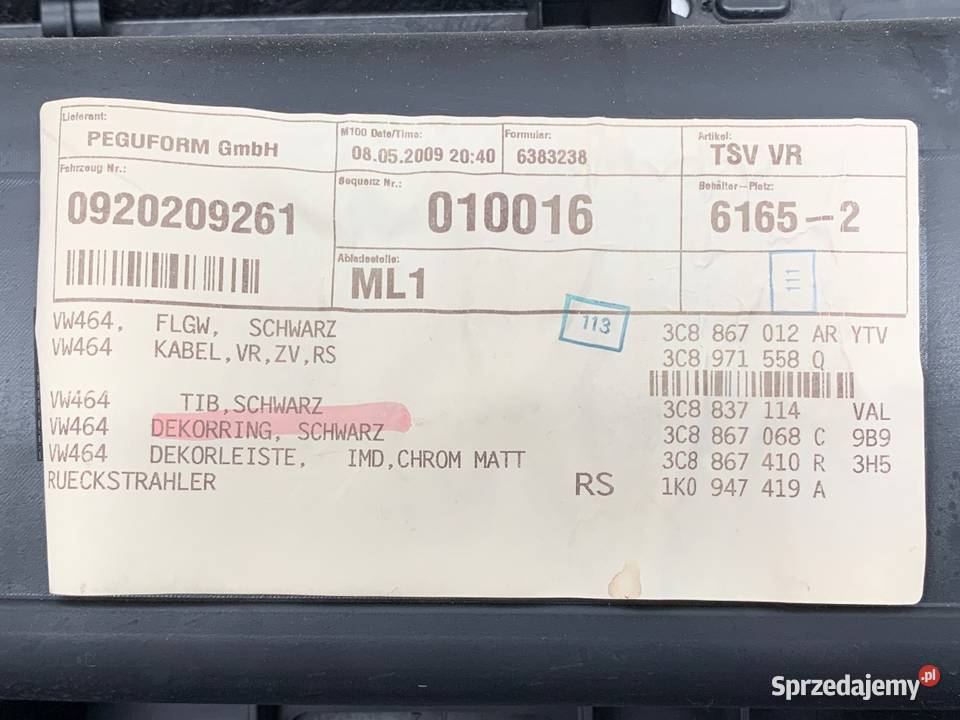 Lieferant:
PEGUFORM GmbH
M100 Date/Time:
08.05.2009 20:40
Formular:
6383238
Artikel:
TSV VR
Fahrzeug Nr.:
0920209261
Sequenz Nr.:
010016
Behälter-Platz:
6165-2
Abladestelle:
ML1
111
113
VW464, FLGW, SCHWARZ 3C8 867 012 AR YTV
VW464 KABEL,VR,ZV,RS 3C8 971 558 Q
VW464 TIB,SCHWARZ 3C8 837 114 VAL
VW464 DEKORRING, SCHWARZ 3C8 867 068 C 9B9
VW464 DEKORLEISTE, IMD,CHROM MATT 3C8 867 410 R 3H5
RUECKSTRAHLER RS 1K0 947 419 A
Sprzedajemy.pl